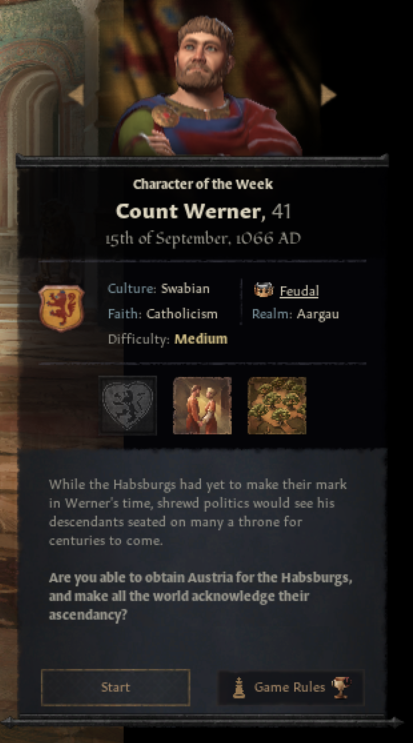 Character of the Week
Count Werner, 41
15th of September, 1066 AD
Culture: Swabian
Feudal
Faith: Catholicism
Realm: Aargau
Difficulty: Medium
While the Habsburgs had yet to make their mark
in Werner's time, shrewd politics would see his
descendants seated on many a throne for
centuries to come.
Are you able to obtain Austria for the Habsburgs,
and make all the world acknowledge their
ascendancy?
Start
Game Rules